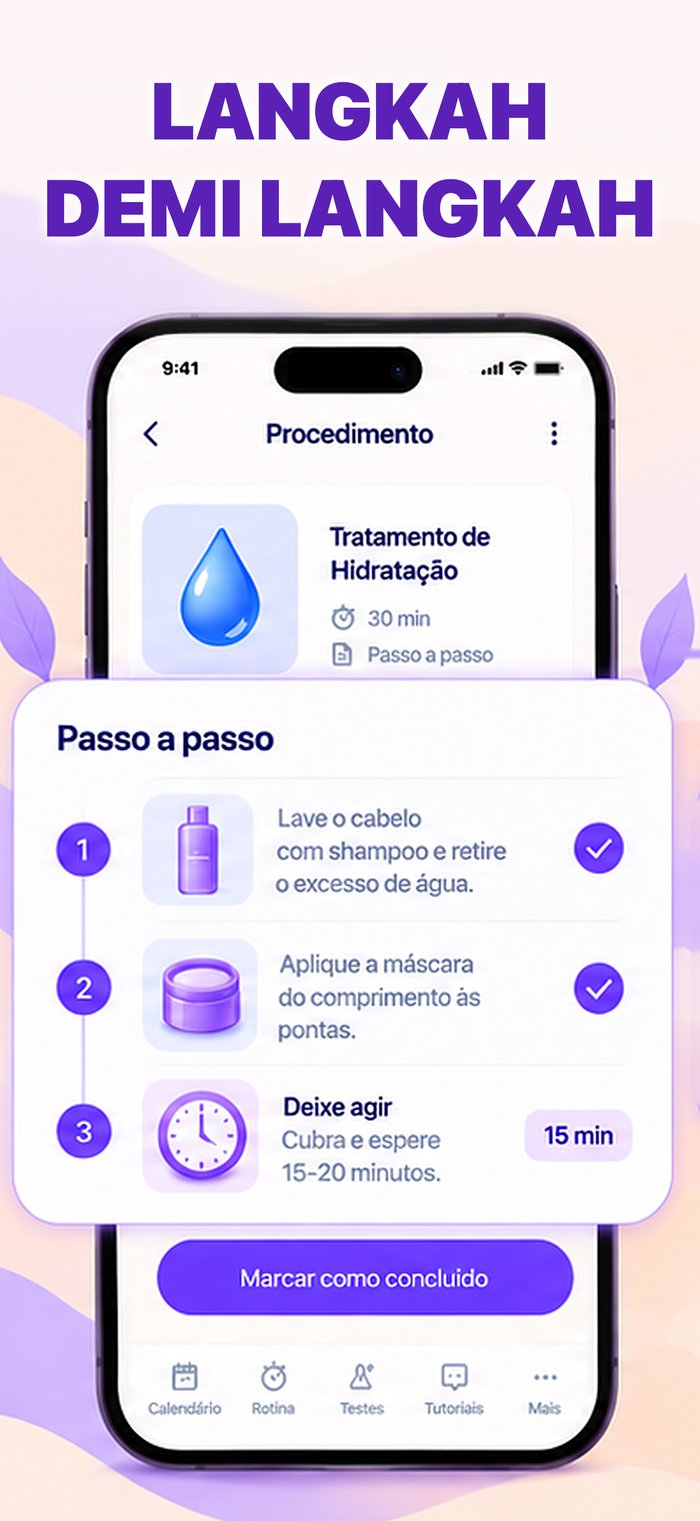 LANGKAH
DEMI LANGKAH
9:41
Procedimento
Tratamento de
Hidratação
30 min
Passo a passo
Passo a passo
1
Lave o cabelo
com shampoo e retire
o excesso de água.
2
Aplique a máscara
do comprimento às
pontas.
3
Deixe agir
Cubra e espere
15-20 minutos.
15 min
Marcar como concluido
Calendário
Rotina
Testes
Tutoriais
Mais